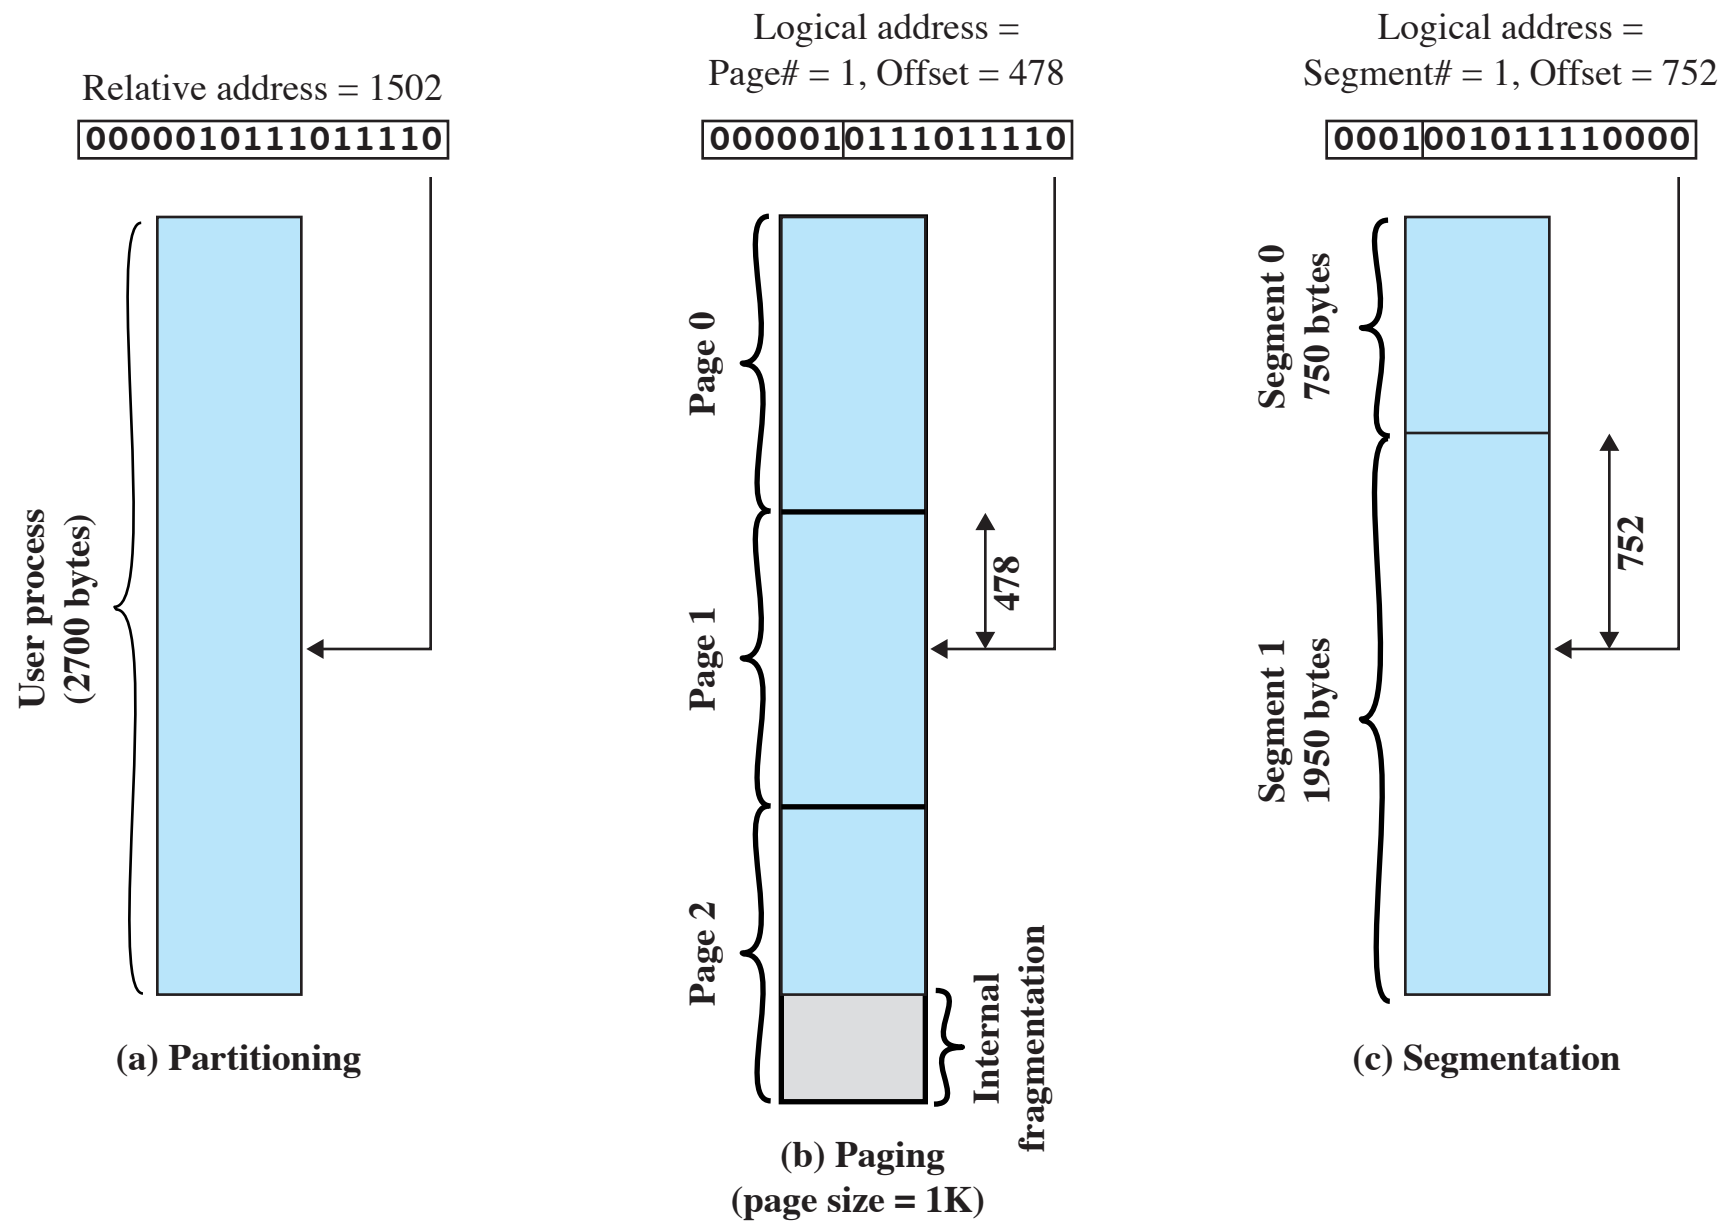 Relative address = 1502
0000010111011110
User process
(2700 bytes)
(a) Partitioning
Logical address =
Page# = 1, Offset = 478
000001 0111011110
Page 0
Page 1
Page 2
478
Internal
fragmentation
(b) Paging
(page size = 1K)
Logical address =
Segment# = 1, Offset = 752
0001 001011110000
Segment 0
750 bytes
752
Segment 1
1950 bytes
(c) Segmentation